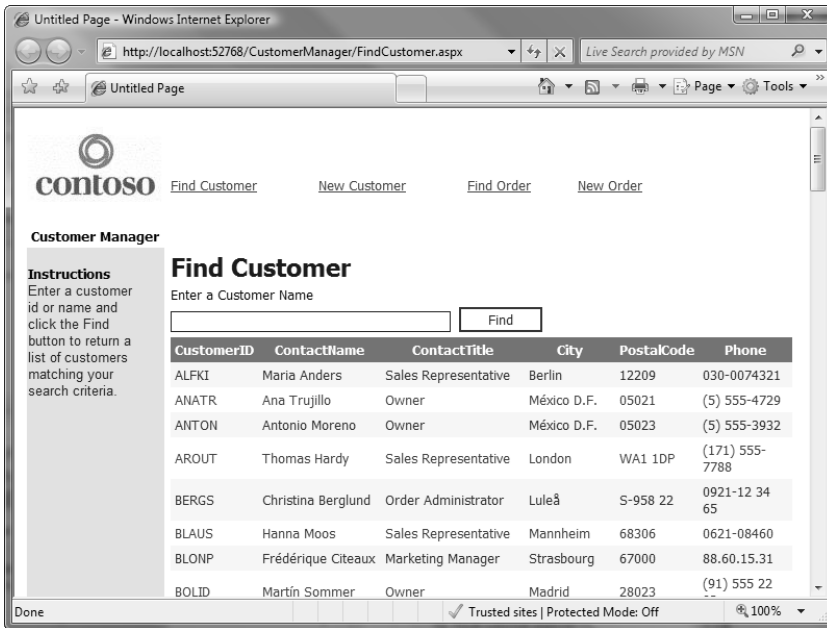 Untitled Page - Windows Internet Explorer
http://localhost:52768/CustomerManager/FindCustomer.aspx
Live Search provided by MSN
Untitled Page
Page
Tools
contoso
Find Customer New Customer Find Order New Order
Customer Manager
Instructions
Enter a customer
id or name and
click the Find
button to return a
list of customers
matching your
search criteria.
Find Customer
Enter a Customer Name
Find
CustomerID ContactName ContactTitle City PostalCode Phone
ALFKI Maria Anders Sales Representative Berlin 12209 030-0074321
ANATR Ana Trujillo Owner México D.F. 05021 (5) 555-4729
ANTON Antonio Moreno Owner México D.F. 05023 (5) 555-3932
AROUT Thomas Hardy Sales Representative London WA1 1DP (171) 555-
7788
BERGS Christina Berglund Order Administrator Luleå S-958 22 0921-12 34
65
BLAUS Hanna Moos Sales Representative Mannheim 68306 0621-08460
BLONP Frédérique Citeaux Marketing Manager Strasbourg 67000 88.60.15.31
BOLID Martín Sommer Owner Madrid 28023 (91) 555 22
Done
Trusted sites | Protected Mode: Off
100%